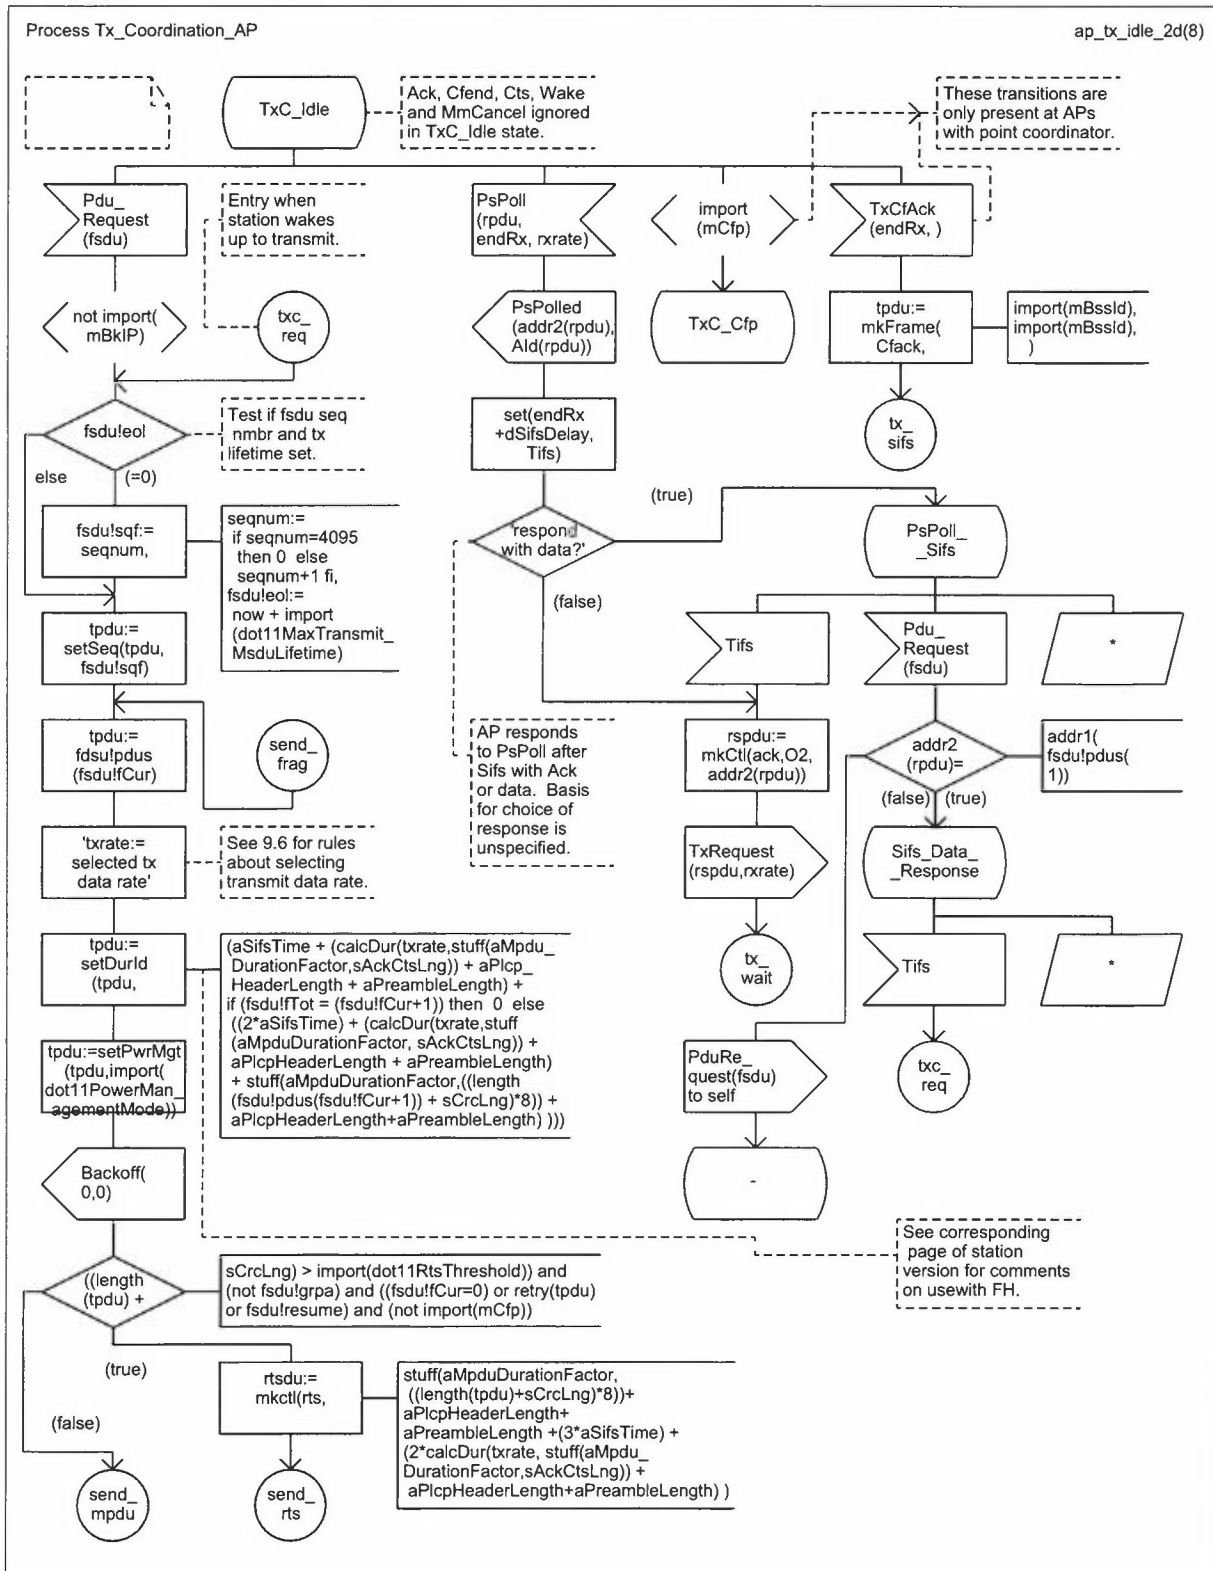 Process Tx_Coordination_AP
ap_tx_idle_2d(8)
TxC_Idle
Ack, Cfend, Cts, Wake
and MmCancel ignored
in TxC_Idle state.
These transitions are
only present at APs
with point coordinator.
Pdu_
Request
(fsdu)
Entry when
station wakes
up to transmit.
PsPoll
(rpdu,
endRx, rxrate)
import
(mCfp)
TxCfAck
(endRx, )
not import(
mBkIP)
txc_
req
PsPolled
(addr2(rpdu),
AId(rpdu))
TxC_Cfp
tpdu:=
mkFrame(
Cfack,
import(mBssId),
import(mBssId),
)
fsdu!eol
Test if fsdu seq
nmbr and tx
lifetime set.
set(endRx
+dSifsDelay,
Tifs)
tx_
sifs
else
(=0)
(true)
fsdu!sqf:=
seqnum,
seqnum:=
if seqnum=4095
then 0 else
seqnum+1 fi,
fsdu!eol:=
now + import
(dot11MaxTransmit_
MsduLifetime)
'respond
with data?'
PsPoll_
_Sifs
(false)
tpdu:=
setSeq(tpdu,
fsdu!sqf)
Tifs
Pdu_
Request
(fsdu)
*
tpdu:=
fdsu!pdus
(fsdu!fCur)
send_
frag
AP responds
to PsPoll after
Sifs with Ack
or data. Basis
for choice of
response is
unspecified.
rspdu:=
mkCtl(ack,O2,
addr2(rpdu))
addr2
(rpdu)=
addr1(
fsdu!pdus(
1))
(false)
(true)
'txrate:=
selected tx
data rate'
See 9.6 for rules
about selecting
transmit data rate.
TxRequest
(rspdu,rxrate)
Sifs_Data_
_Response
tpdu:=
setDurId
(tpdu,
(aSifsTime + (calcDur(txrate,stuff(aMpdu_
DurationFactor,sAckCtsLng)) + aPlcp_
HeaderLength + aPreambleLength) +
if (fsdu!fTot = (fsdu!fCur+1)) then 0 else
((2*aSifsTime) + (calcDur(txrate,stuff
(aMpduDurationFactor, sAckCtsLng)) +
aPlcpHeaderLength + aPreambleLength)
+ stuff(aMpduDurationFactor,((length
(fsdu!pdus(fsdu!fCur+1)) + sCrcLng)*8)) +
aPlcpHeaderLength+aPreambleLength) )))
tx_
wait
Tifs
*
tpdu:=setPwrMgt
(tpdu,import(
dot11PowerMan_
agementMode))
PduRe_
quest(fsdu)
to self
txc_
req
Backoff(
0,0)
-
See corresponding
page of station
version for comments
on usewith FH.
((length
(tpdu) +
sCrcLng) > import(dot11RtsThreshold)) and
(not fsdu!grpa) and ((fsdu!fCur=0) or retry(tpdu)
or fsdu!resume) and (not import(mCfp))
(true)
(false)
rtsdu:=
mkctl(rts,
stuff(aMpduDurationFactor,
((length(tpdu)+sCrcLng)*8))+
aPlcpHeaderLength+
aPreambleLength +(3*aSifsTime) +
(2*calcDur(txrate, stuff(aMpdu_
DurationFactor,sAckCtsLng)) +
aPlcpHeaderLength+aPreambleLength) )
send_
mpdu
send_
rts